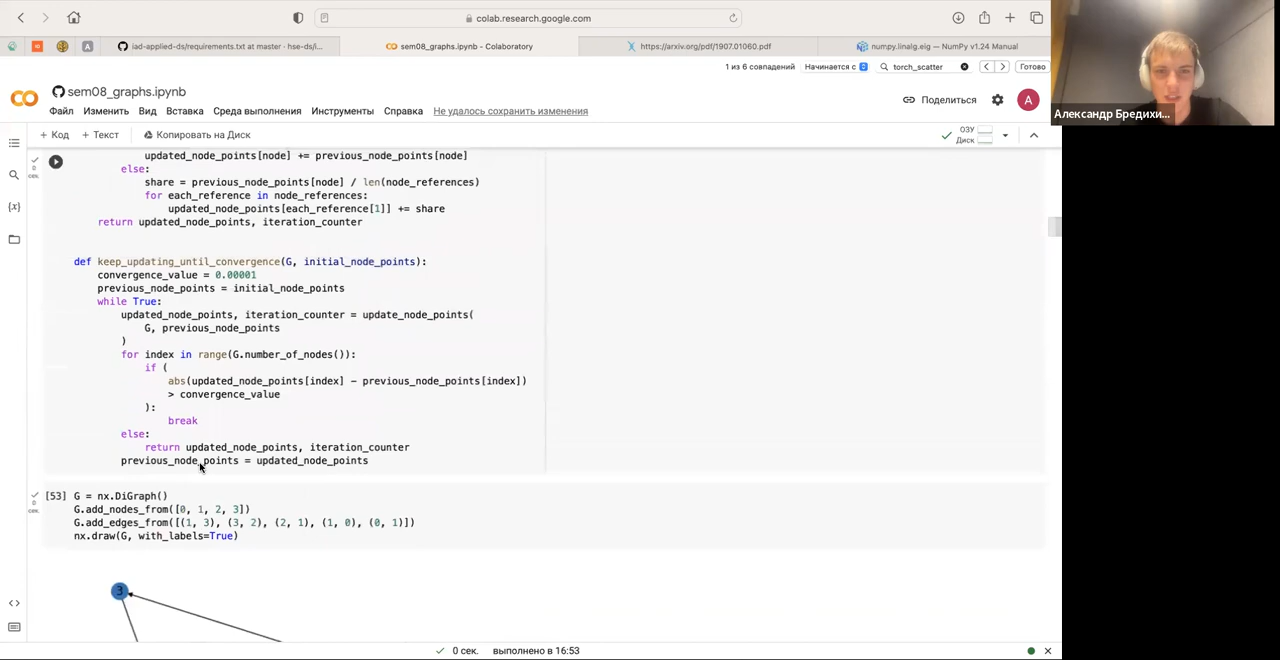 colab.research.google.com
iad-applied-ds/requirements.txt at master · hse-ds/i...
sem08_graphs.ipynb - Colaboratory
https://arxiv.org/pdf/1907.01060.pdf
numpy.linalg.eig — NumPy v1.24 Manual
1 из 6 совпадений
Начинается с
torch_scatter
Готово
Александр Бредихи...
sem08_graphs.ipynb
Файл Изменить Вид Вставка Среда выполнения Инструменты Справка Не удалось сохранить изменения
Поделиться
A
+ Код + Текст Копировать на Диск
ОЗУ
Диск
updated_node_points[node] += previous_node_points[node]
else:
share = previous_node_points[node] / len(node_references)
for each_reference in node_references:
updated_node_points[each_reference[1]] += share
return updated_node_points, iteration_counter
def keep_updating_until_convergence(G, initial_node_points):
convergence_value = 0.00001
previous_node_points = initial_node_points
while True:
updated_node_points, iteration_counter = update_node_points(
G, previous_node_points
)
for index in range(G.number_of_nodes()):
if (
abs(updated_node_points[index] - previous_node_points[index])
> convergence_value
):
break
else:
return updated_node_points, iteration_counter
previous_node_points = updated_node_points
[53] G = nx.DiGraph()
G.add_nodes_from([0, 1, 2, 3])
G.add_edges_from([(1, 3), (3, 2), (2, 1), (1, 0), (0, 1)])
nx.draw(G, with_labels=True)
3
0 сек. выполнено в 16:53